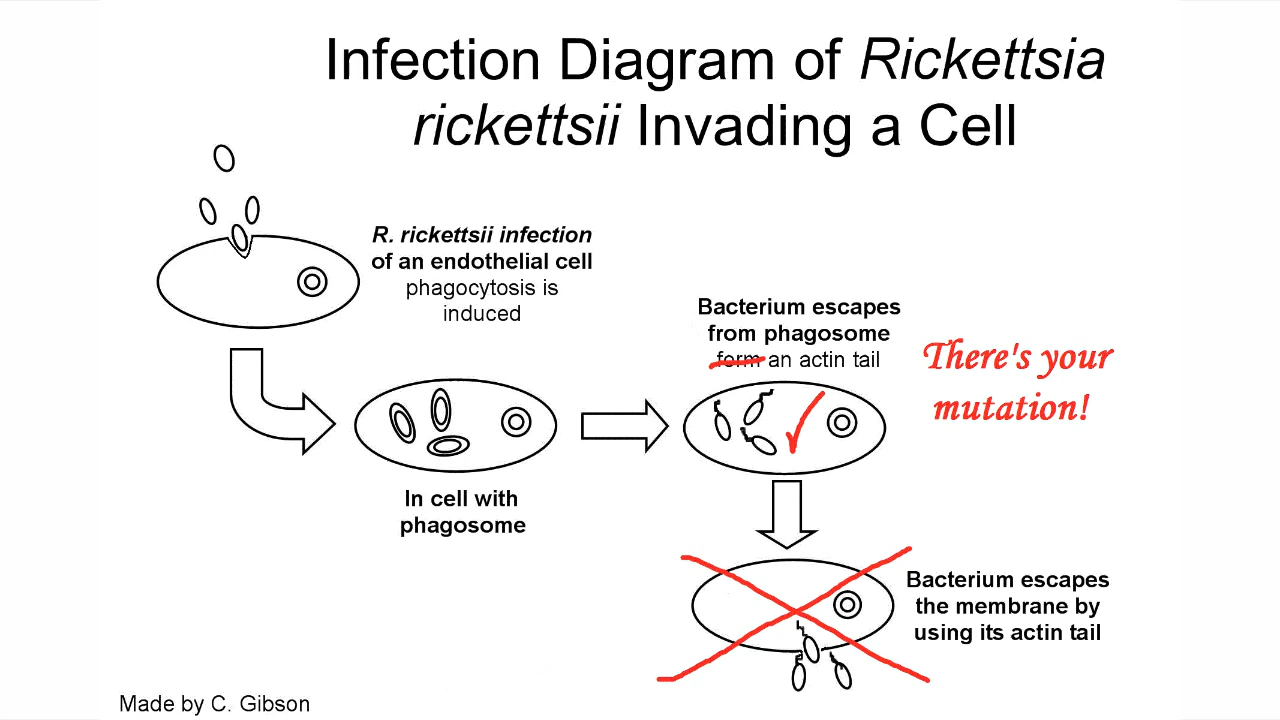 Infection Diagram of Rickettsia
rickettsii Invading a Cell
R. rickettsii infection
of an endothelial cell
phagocytosis is
induced
Bacterium escapes
from phagosome
form an actin tail
There's your
mutation!
In cell with
phagosome
Bacterium escapes
the membrane by
using its actin tail
Made by C. Gibson